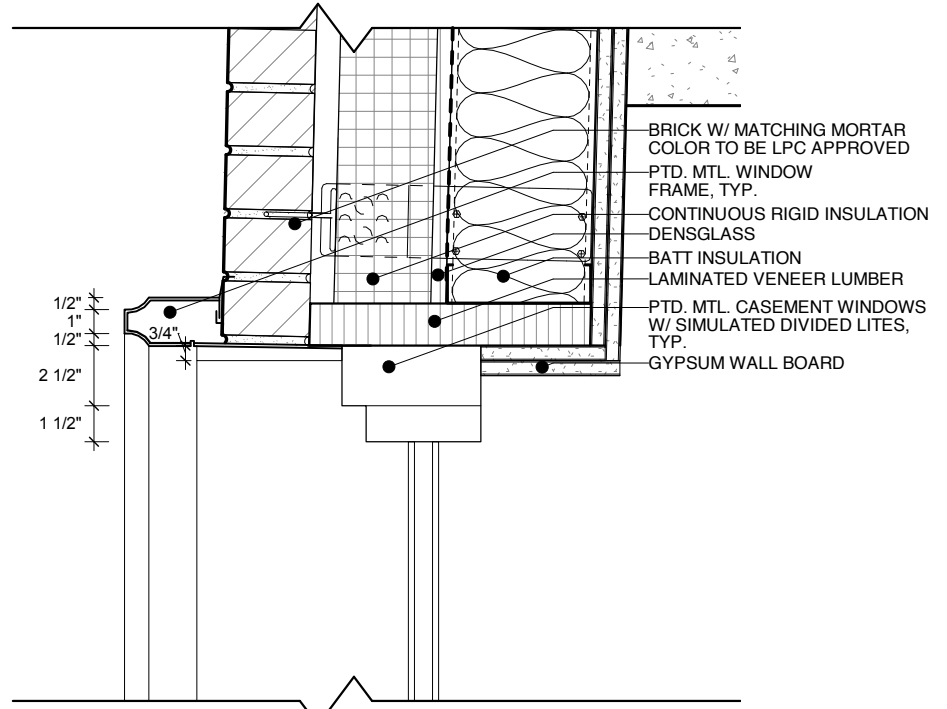 BRICK W/ MATCHING MORTAR
COLOR TO BE LPC APPROVED
PTD. MTL. WINDOW
FRAME, TYP.
CONTINUOUS RIGID INSULATION
DENSGLASS
BATT INSULATION
LAMINATED VENEER LUMBER
PTD. MTL. CASEMENT WINDOWS
W/ SIMULATED DIVIDED LITES,
TYP.
GYPSUM WALL BOARD
1/2"
1"
1/2"
3/4"
2 1/2"
1 1/2"